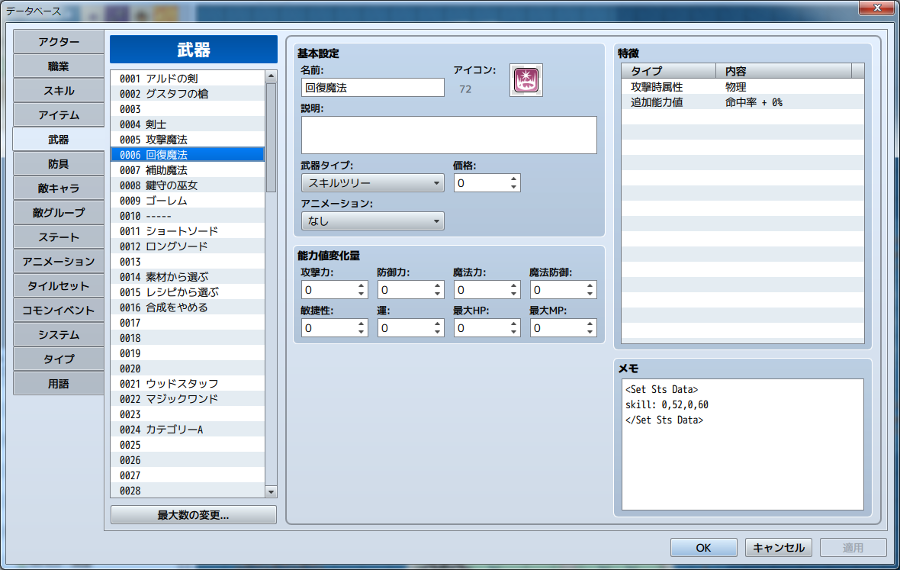 データベース
アクター
職業
スキル
アイテム
武器
防具
敵キャラ
敵グループ
ステート
アニメーション
タイルセット
コモンイベント
システム
タイプ
用語
武器
0001 アルドの剣
0002 グスタフの槍
0003
0004 剣士
0005 攻撃魔法
0006 回復魔法
0007 補助魔法
0008 鍵守の巫女
0009 ゴーレム
0010 -----
0011 ショートソード
0012 ロングソード
0013
0014 素材から選ぶ
0015 レシピから選ぶ
0016 合成をやめる
0017
0018
0019
0020
0021 ウッドスタッフ
0022 マジックワンド
0023
0024 カテゴリーA
0025
0026
0027
0028
最大数の変更...
基本設定
名前: アイコン:
回復魔法 72
説明:
武器タイプ: 価格:
スキルツリー 0
アニメーション:
なし
能力値変化量
攻撃力: 防御力: 魔法力: 魔法防御:
0 0 0 0
敏捷性: 運: 最大HP: 最大MP:
0 0 0 0
特徴
タイプ 内容
攻撃時属性 物理
追加能力値 命中率 + 0%
メモ
<Set Sts Data>
skill: 0,52,0,60
</Set Sts Data>
OK キャンセル 適用